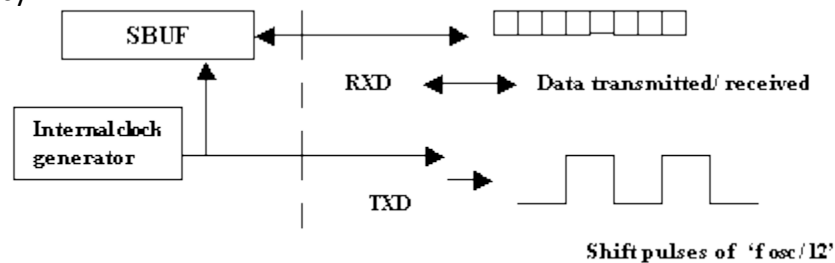 SBUF
RXD
Data transmitted/ received
Internal clock
generator
TXD
Shift pulses of 'f osc/12'